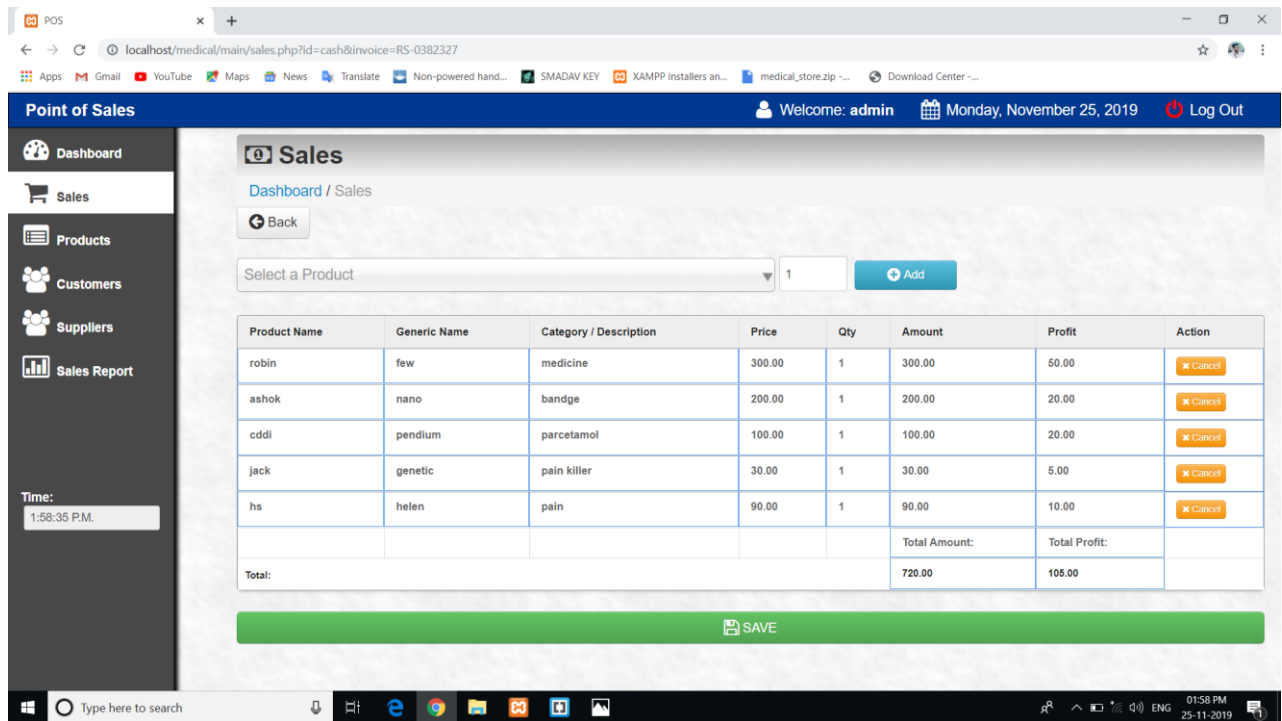 POS
localhost/medical/main/sales.php?id=cash&invoice=RS-0382327
Apps Gmail YouTube Maps News Translate Non-powered hand... SMADAV KEY XAMPP Installers an... medical_store.zip -... Download Center -...
Point of Sales Welcome: admin Monday, November 25, 2019 Log Out
Dashboard
Sales
Products
Customers
Suppliers
Sales Report
Time:
1:58:35 P.M.
Sales
Dashboard / Sales
Back
Select a Product 1 Add
Product Name Generic Name Category / Description Price Qty Amount Profit Action
robin few medicine 300.00 1 300.00 50.00 Cancel
ashok nano bandge 200.00 1 200.00 20.00 Cancel
cddi pendium parcetamol 100.00 1 100.00 20.00 Cancel
jack genetic pain killer 30.00 1 30.00 5.00 Cancel
hs helen pain 90.00 1 90.00 10.00 Cancel
Total Amount: Total Profit:
Total: 720.00 105.00
SAVE
Type here to search ENG 01:58 PM
25-11-2019